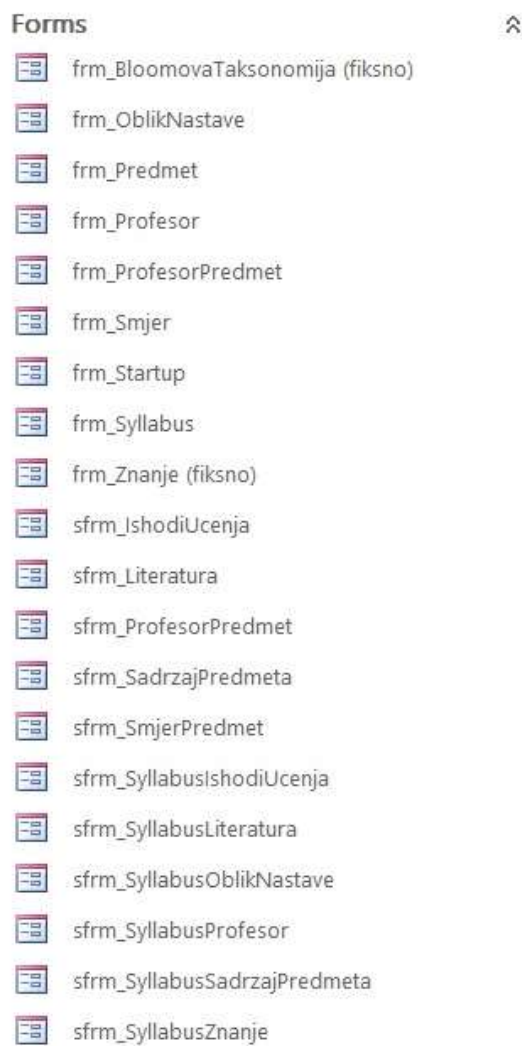 Forms
frm_BloomovaTaksonomija (fiksno)
frm_OblikNastave
frm_Predmet
frm_Profesor
frm_ProfesorPredmet
frm_Smjer
frm_Startup
frm_Syllabus
frm_Znanje (fiksno)
sfrm_IshodiUcenja
sfrm_Literatura
sfrm_ProfesorPredmet
sfrm_SadrzajPredmeta
sfrm_SmjerPredmet
sfrm_SyllabusIshodiUcenja
sfrm_SyllabusLiteratura
sfrm_SyllabusOblikNastave
sfrm_SyllabusProfesor
sfrm_SyllabusSadrzajPredmeta
sfrm_SyllabusZnanje